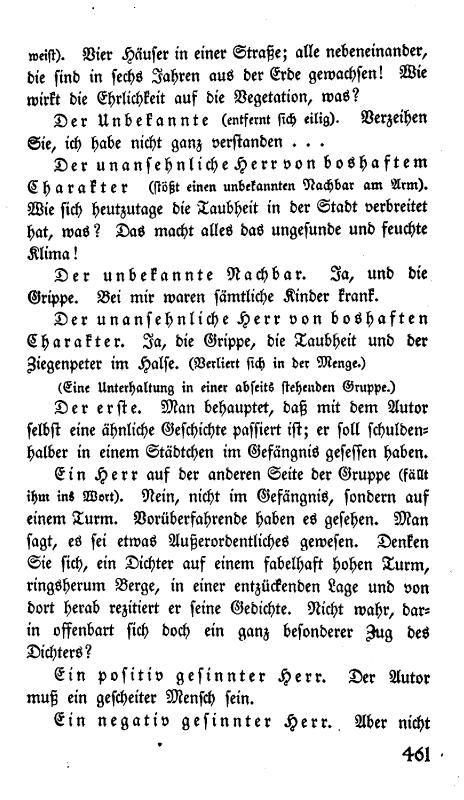 weist). Vier Häuser in einer Straße; alle nebeneinander,
die sind in sechs Jahren aus der Erde gewachsen! Wie
wirkt die Ehrlichkeit auf die Vegetation, was?
Der Unbekannte (entfernt sich eilig). Verzeihen
Sie, ich habe nicht ganz verstanden . . .
Der unansehnliche Herr von boshaftem
Charakter (stößt einen unbekannten Nachbar am Arm).
Wie sich heutzutage die Taubheit in der Stadt verbreitet
hat, was? Das macht alles das ungesunde und feuchte
Klima!
Der unbekannte Nachbar. Ja, und die
Grippe. Bei mir waren sämtliche Kinder krank.
Der unansehnliche Herr von boshaften
Charakter. Ja, die Grippe, die Taubheit und der
Ziegenpeter im Halse. (Verliert sich in der Menge.)
(Eine Unterhaltung in einer abseits stehenden Gruppe.)
Der erste. Man behauptet, daß mit dem Autor
selbst eine ähnliche Geschichte passiert ist; er soll schulden-
halber in einem Städtchen im Gefängnis gesessen haben.
Ein Herr auf der anderen Seite der Gruppe (fällt
ihm ins Wort). Nein, nicht im Gefängnis, sondern auf
einem Turm. Vorüberfahrende haben es gesehen. Man
sagt, es sei etwas Außerordentliches gewesen. Denken
Sie sich, ein Dichter auf einem fabelhaft hohen Turm,
ringsherum Berge, in einer entzückenden Lage und von
dort herab rezitiert er seine Gedichte. Nicht wahr, dar-
in offenbart sich doch ein ganz besonderer Zug des
Dichters?
Ein positiv gesinnter Herr. Der Autor
muß ein gescheiter Mensch sein.
Ein negativ gesinnter Herr. Aber nicht
461